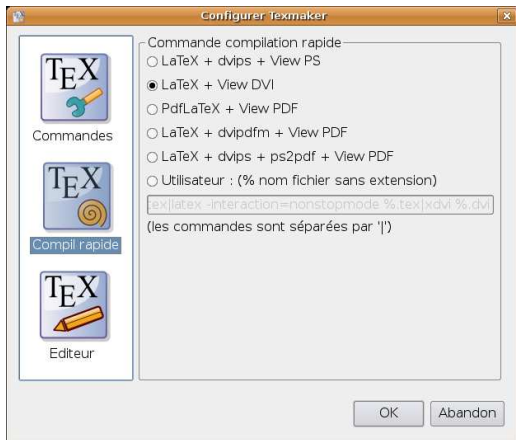 Configurer Texmaker
TEX
Commandes
TEX
Compil rapide
TEX
Editeur
Commande compilation rapide
LaTeX + dvips + View PS
LaTeX + View DVI
PdfLaTeX + View PDF
LaTeX + dvipdfm + View PDF
LaTeX + dvips + ps2pdf + View PDF
Utilisateur : (% nom fichier sans extension)
tex|latex -interaction=nonstopmode %.tex|xdvi %.dvi
(les commandes sont séparées par '|')
OK
Abandon